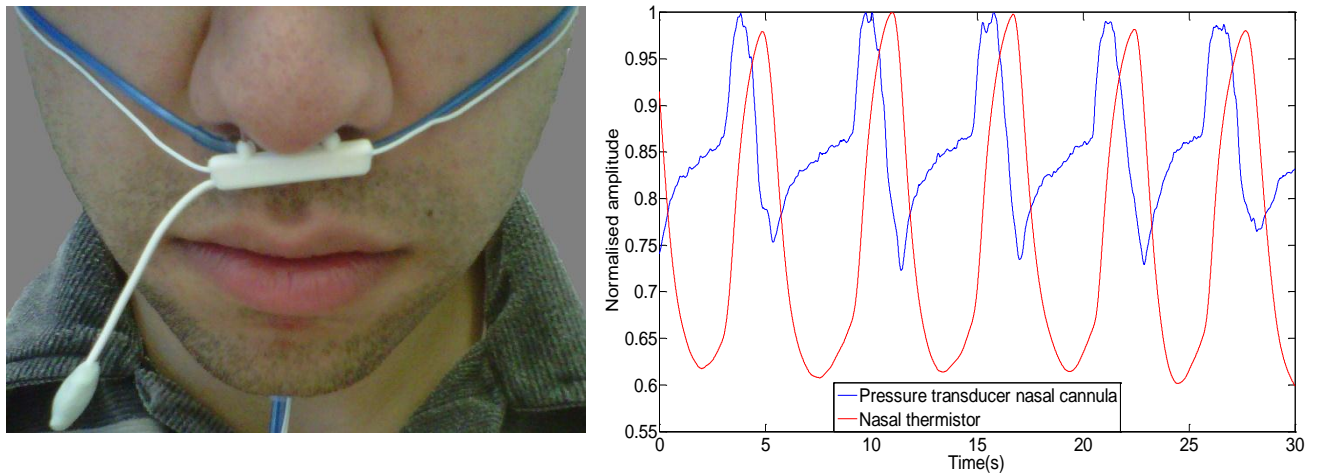 1
0.95
0.9
0.85
0.8
0.75
0.7
0.65
0.6
0.55
Normalised amplitude
Pressure transducer nasal cannula
Nasal thermistor
0 5 10 15 20 25 30
Time(s)